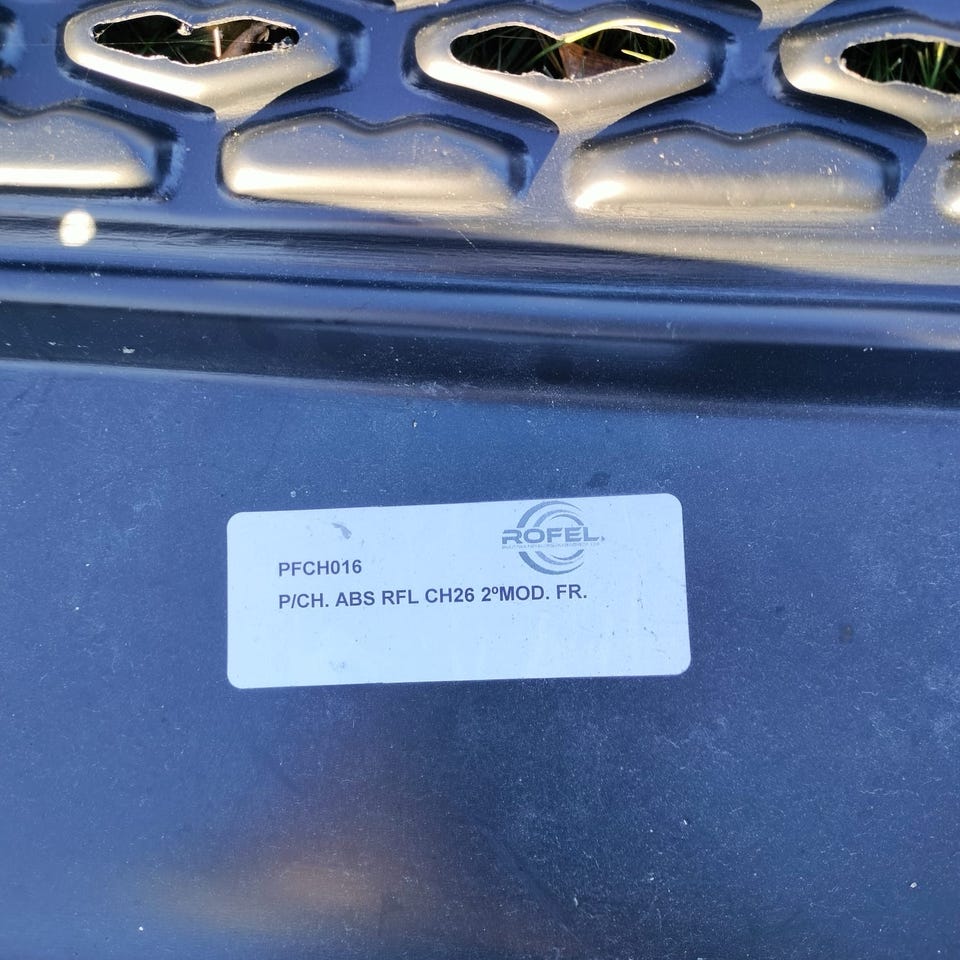 ROFEL
PFCH016
P/CH. ABS RFL CH26 2ºMOD. FR.